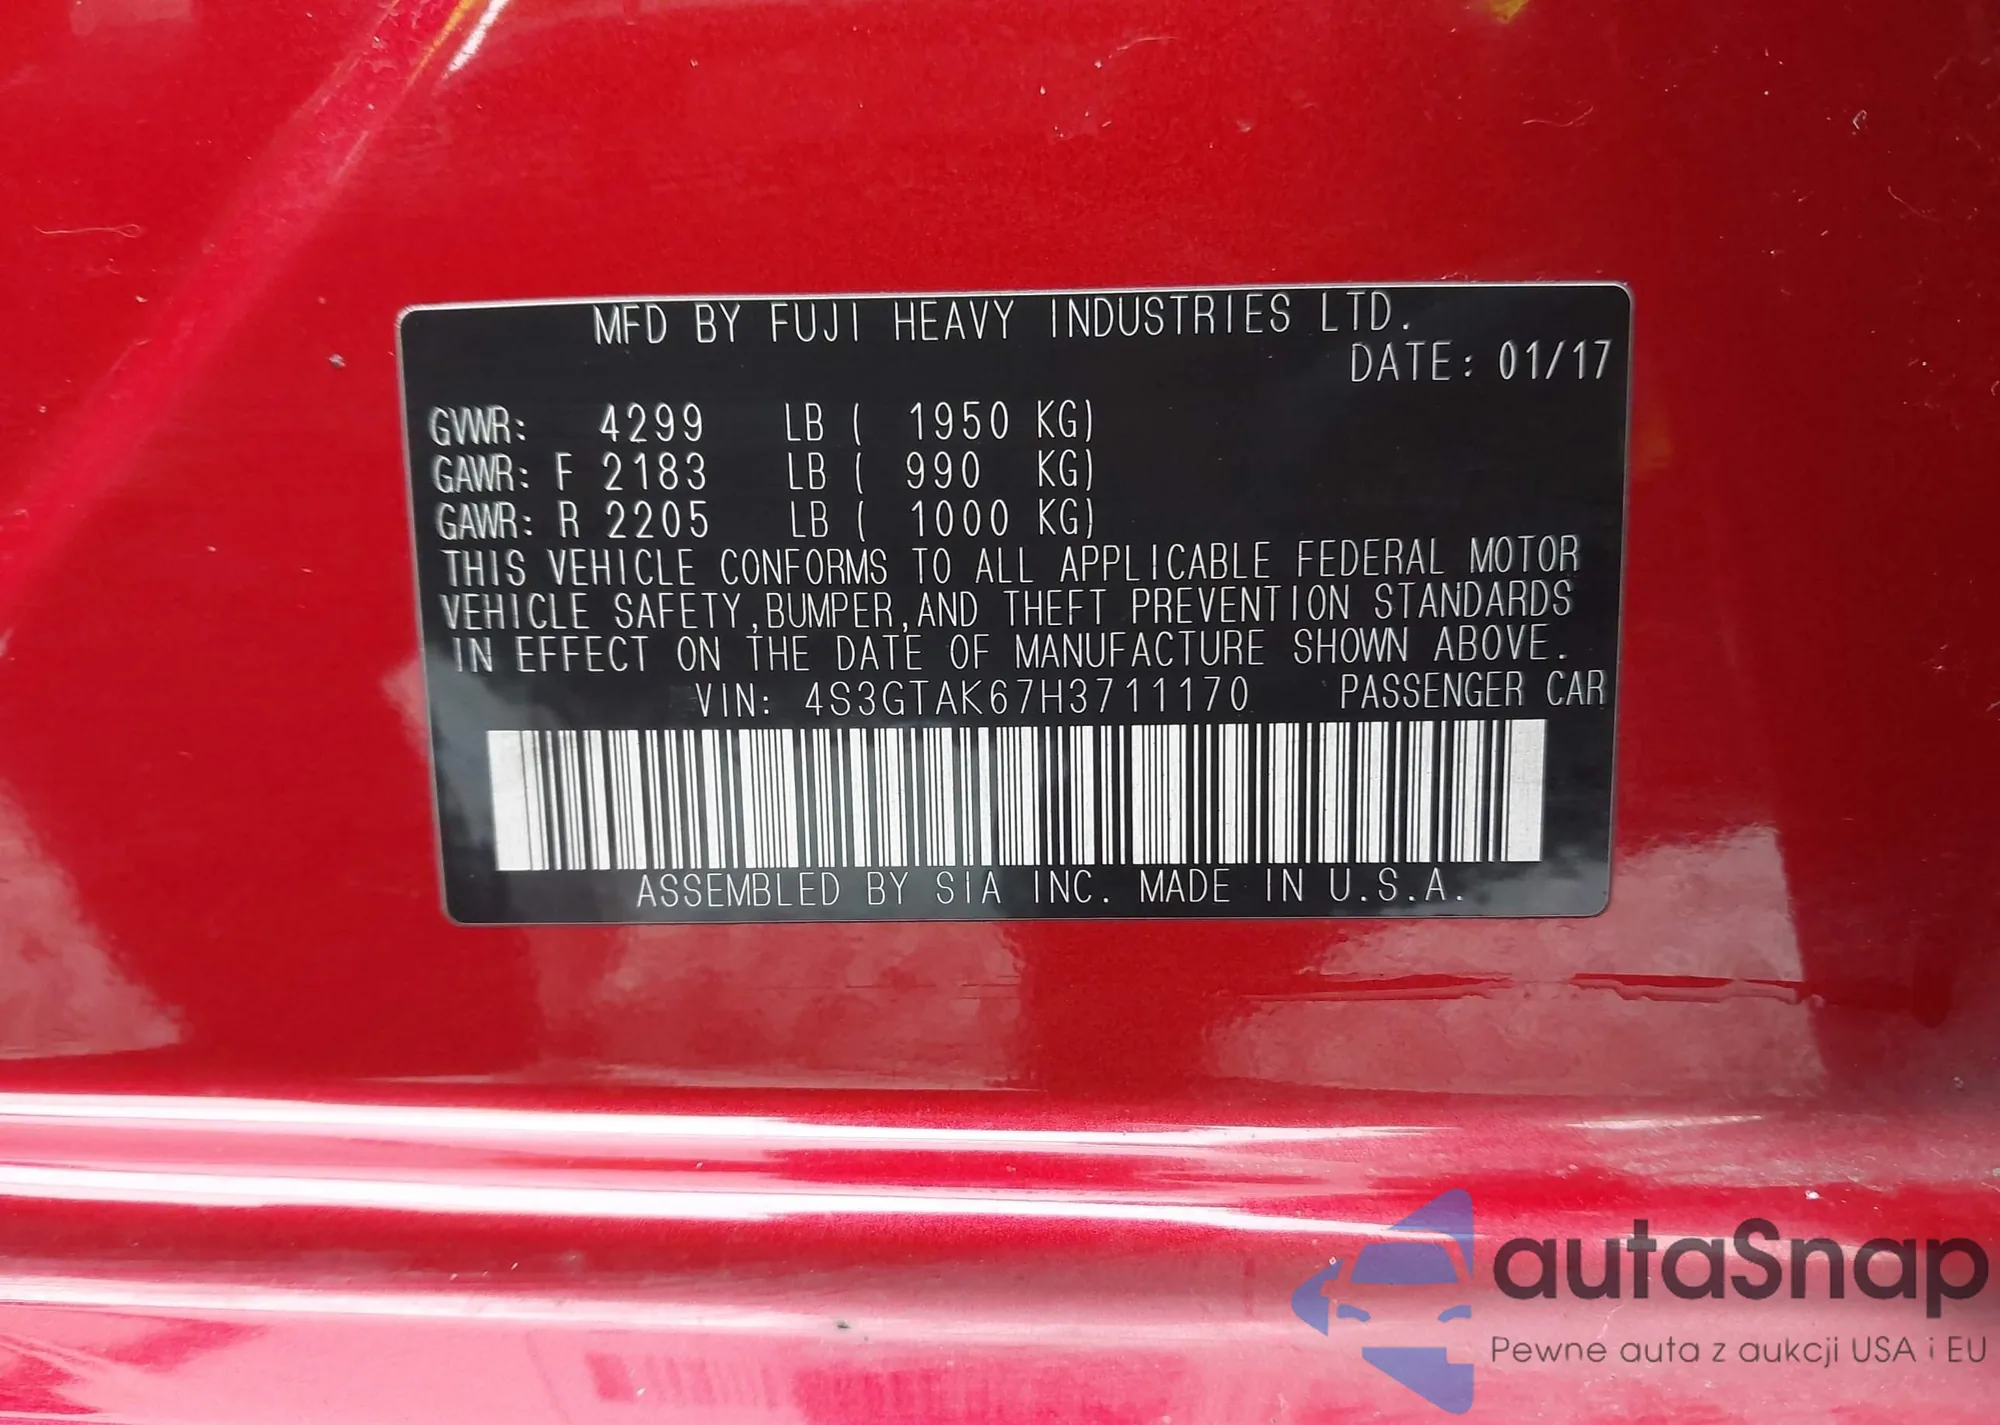 MFD BY FUJI HEAVY INDUSTRIES LTD.
DATE: 01/17
GVWR: 4299 LB ( 1950 KG)
GAWR: F 2183 LB ( 990 KG)
GAWR: R 2205 LB ( 1000 KG)
THIS VEHICLE CONFORMS TO ALL APPLICABLE FEDERAL MOTOR
VEHICLE SAFETY,BUMPER,AND THEFT PREVENTION STANDARDS
IN EFFECT ON THE DATE OF MANUFACTURE SHOWN ABOVE.
VIN: 4S3GTAK67H3711170 PASSENGER CAR
ASSEMBLED BY SIA INC. MADE IN U.S.A.
autaSnap
Pewne auta z aukcji USA i EU